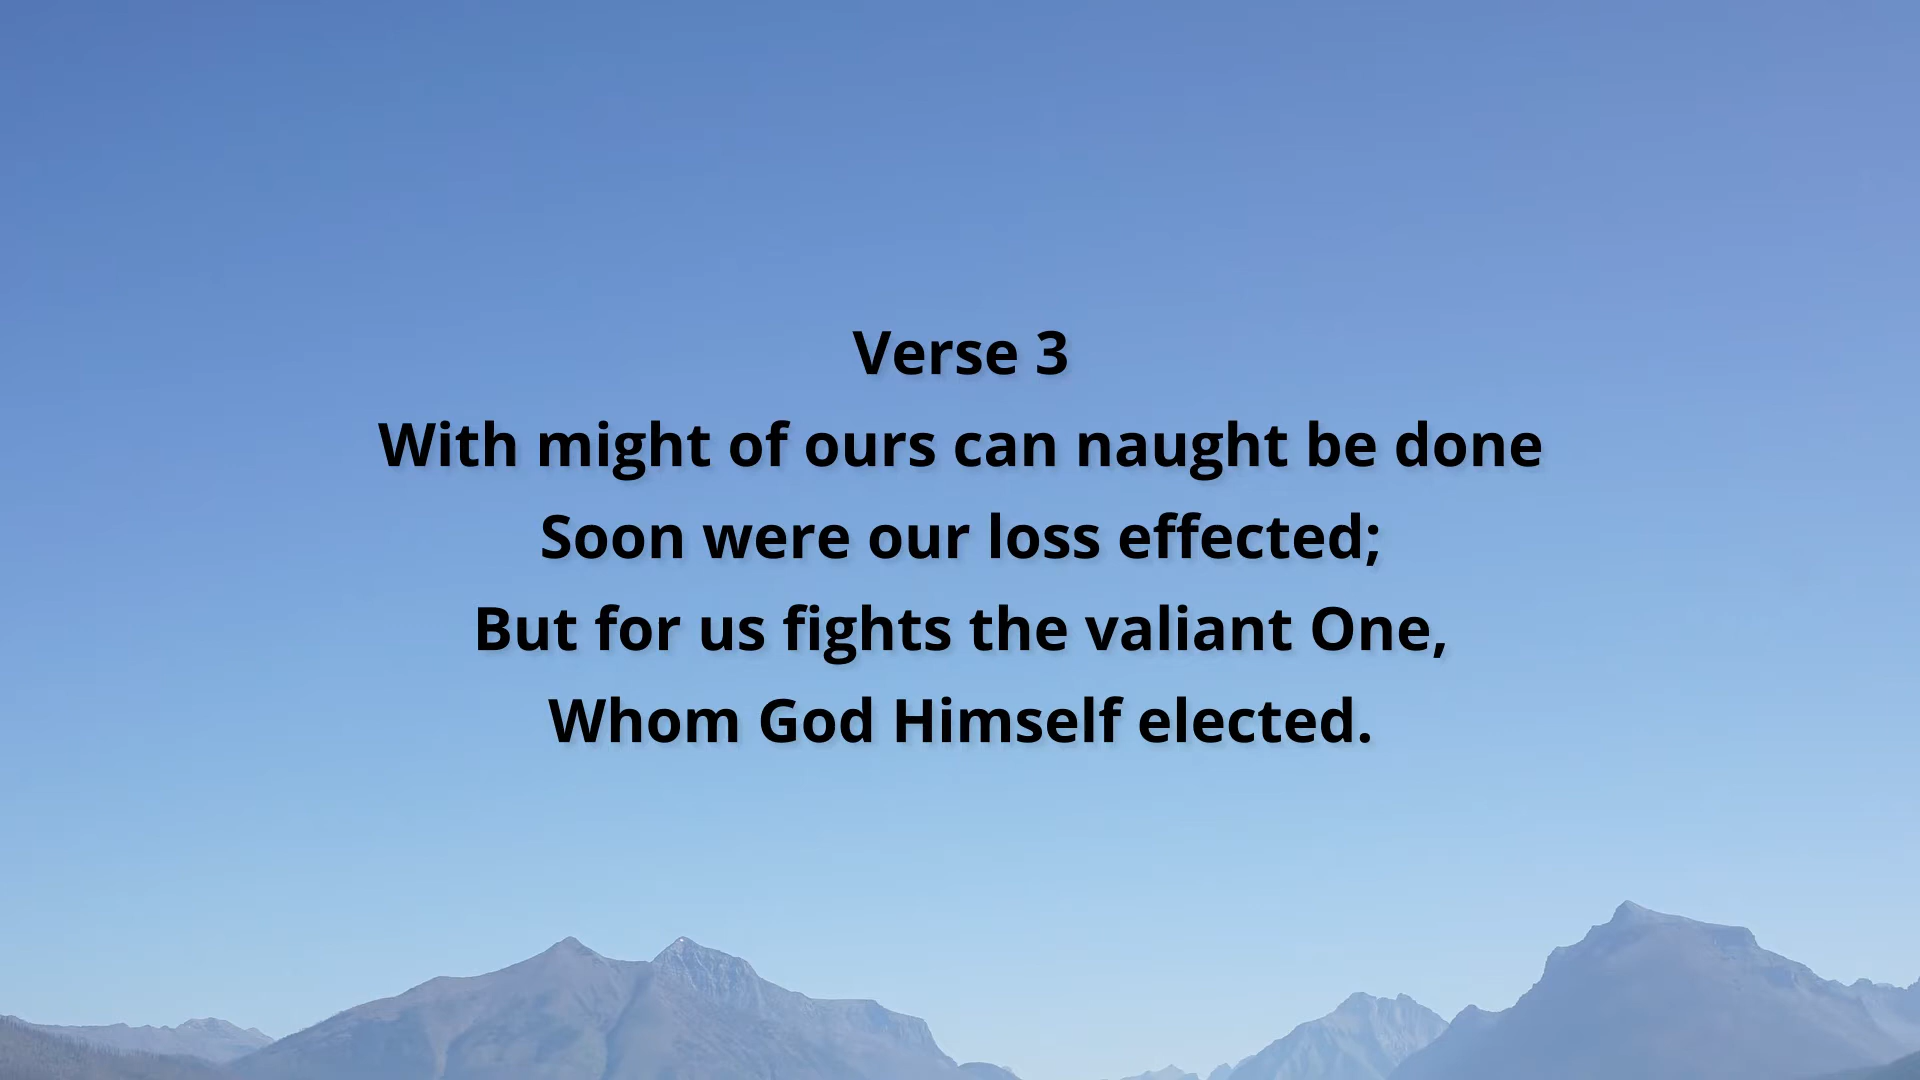 Verse 3
With might of ours can naught be done
Soon were our loss effected;
But for us fights the valiant One,
Whom God Himself elected.